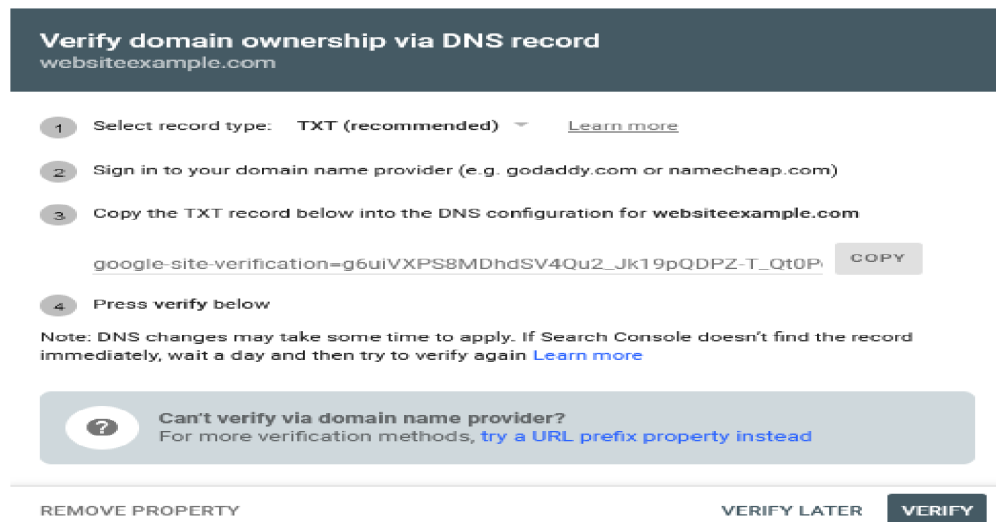 Verify domain ownership via DNS record
websiteexample.com
1 Select record type: TXT (recommended) Learn more
2 Sign in to your domain name provider (e.g. godaddy.com or namecheap.com)
3 Copy the TXT record below into the DNS configuration for websiteexample.com
google-site-verification=g6uiVXPS8MDhdSV4Qu2_Jk19pQDPZ-T_Qt0P COPY
4 Press verify below
Note: DNS changes may take some time to apply. If Search Console doesn't find the record
immediately, wait a day and then try to verify again Learn more
? Can't verify via domain name provider?
For more verification methods, try a URL prefix property instead
REMOVE PROPERTY VERIFY LATER VERIFY